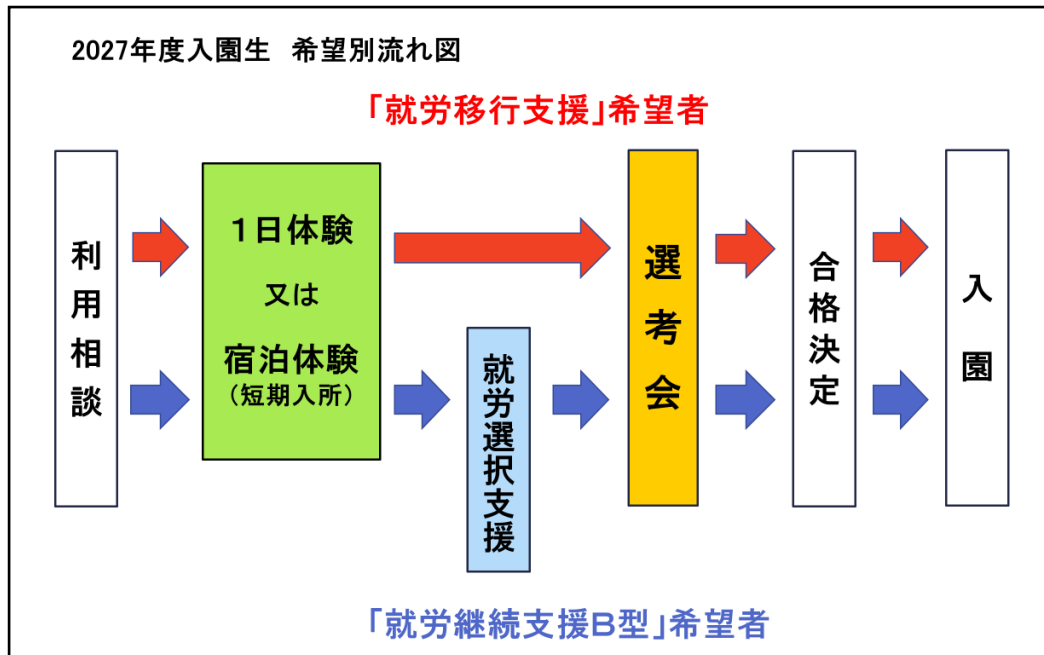 2027年度入園生　希望別流れ図
「就労移行支援」希望者
利用相談
１日体験
又は
宿泊体験
（短期入所）
就労選択支援
選考会
合格決定
入園
「就労継続支援Ｂ型」希望者